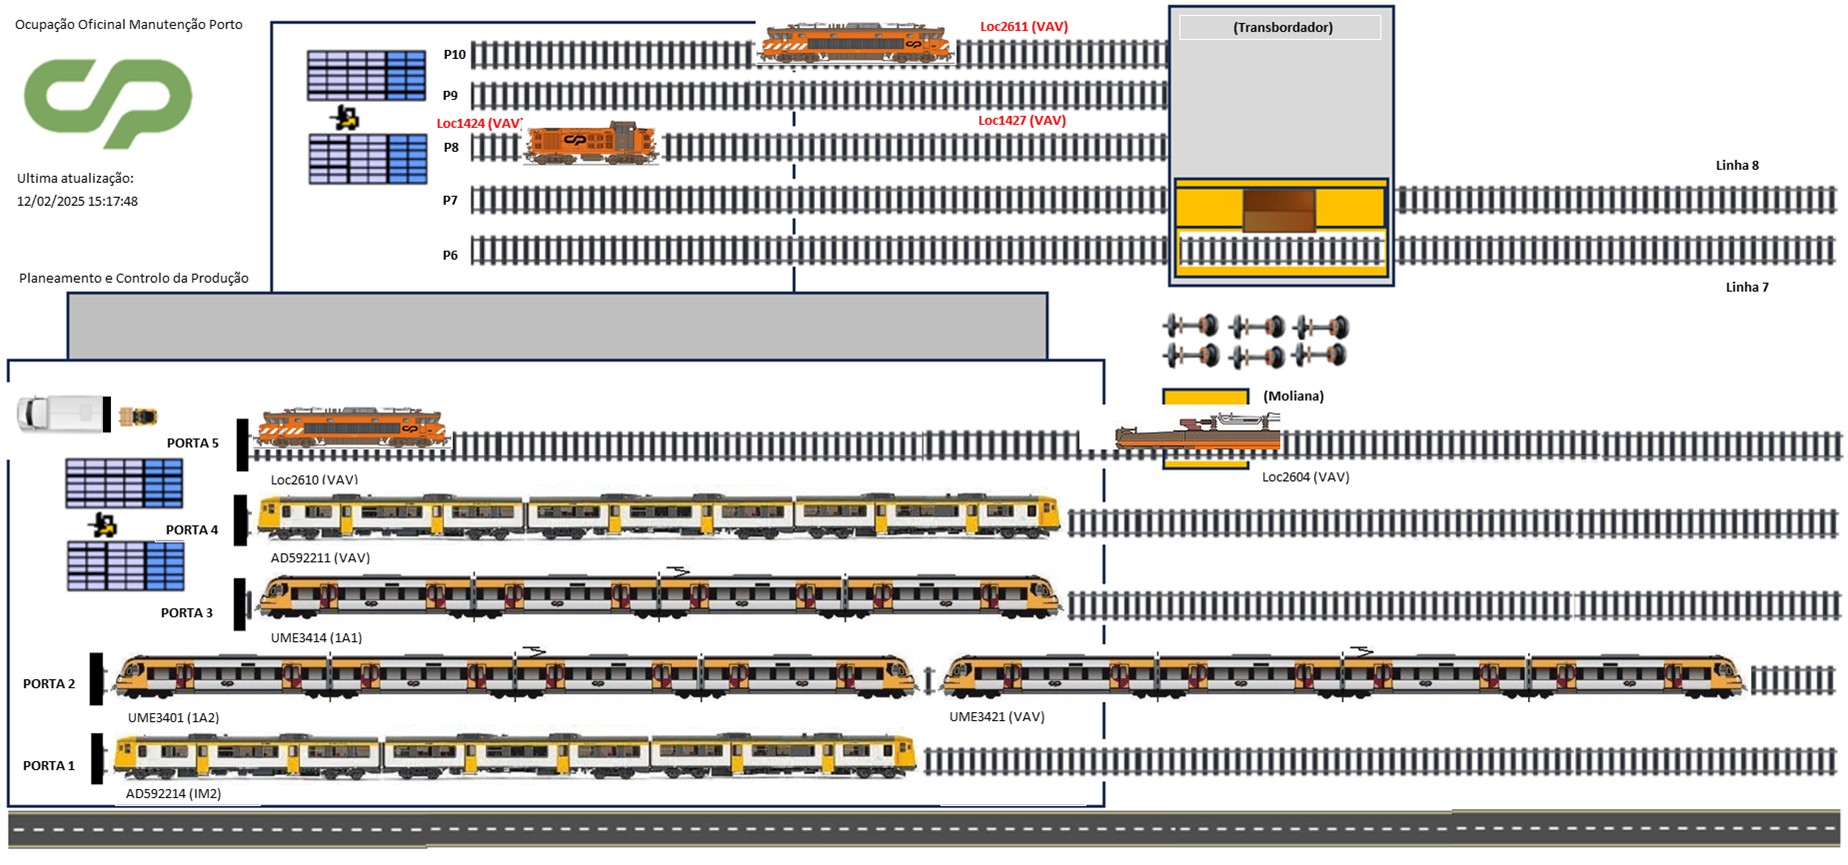 Ocupação Oficinal Manutenção Porto
Ultima atualização:
12/02/2025 15:17:48
Planeamento e Controlo da Produção
Loc2611 (VAV)
P10
P9
Loc1424 (VAV)
Loc1427 (VAV)
P8
P7
P6
(Transbordador)
Linha 8
Linha 7
(Moliana)
PORTA 5
Loc2610 (VAV)
Loc2604 (VAV)
PORTA 4
AD592211 (VAV)
PORTA 3
UME3414 (1A1)
PORTA 2
UME3401 (1A2)
UME3421 (VAV)
PORTA 1
AD592214 (IM2)